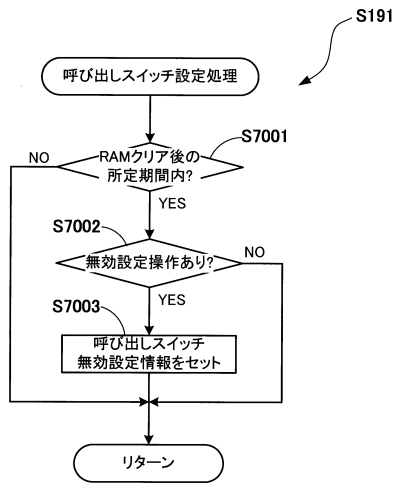 S191
呼び出しスイッチ設定処理
S7001
RAMクリア後の
所定期間内?
NO
YES
S7002
無効設定操作あり?
NO
YES
S7003
呼び出しスイッチ
無効設定情報をセット
リターン